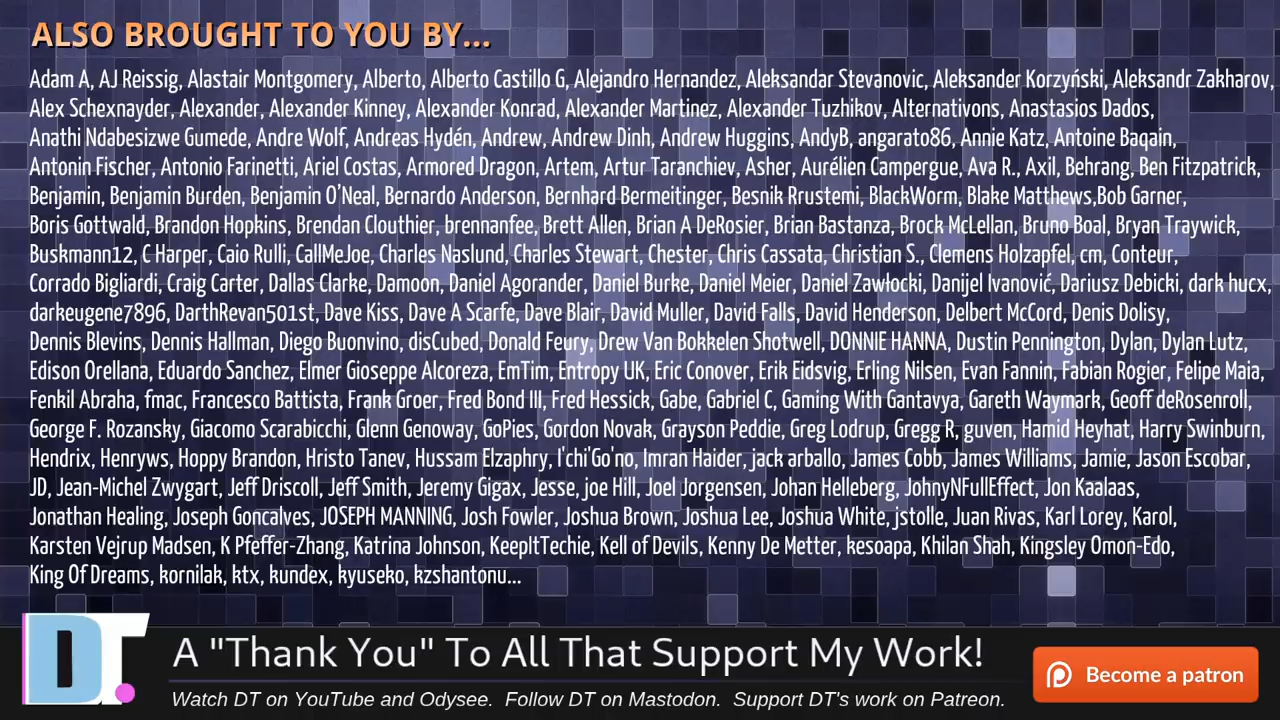 ALSO BROUGHT TO YOU BY...
Adam A, AJ Reissig, Alastair Montgomery, Alberto, Alberto Castillo G, Alejandro Hernandez, Aleksandar Stevanovic, Aleksander Korzyński, Aleksandr Zakharov,
Alex Schexnayder, Alexander, Alexander Kinney, Alexander Konrad, Alexander Martinez, Alexander Tuzhikov, Alternativons, Anastasios Dados,
Anathi Ndabesizwe Gumede, Andre Wolf, Andreas Hydén, Andrew, Andrew Dinh, Andrew Huggins, AndyB, angarato86, Annie Katz, Antoine Baqain,
Antonin Fischer, Antonio Farinetti, Ariel Costas, Armored Dragon, Artem, Artur Taranchiev, Asher, Aurélien Campergue, Ava R., Axil, Behrang, Ben Fitzpatrick,
Benjamin, Benjamin Burden, Benjamin O'Neal, Bernardo Anderson, Bernhard Bermeitinger, Besnik Rrustemi, BlackWorm, Blake Matthews,Bob Garner,
Boris Gottwald, Brandon Hopkins, Brendan Clouthier, brennanfee, Brett Allen, Brian A DeRosier, Brian Bastanza, Brock McLellan, Bruno Boal, Bryan Traywick,
Buskmann12, C Harper, Caio Rulli, CallMeJoe, Charles Naslund, Charles Stewart, Chester, Chris Cassata, Christian S., Clemens Holzapfel, cm, Conteur,
Corrado Bigliardi, Craig Carter, Dallas Clarke, Damoon, Daniel Agorander, Daniel Burke, Daniel Meier, Daniel Zawłocki, Danijel Ivanović, Dariusz Debicki, dark hucx,
darkeugene7896, DarthRevan501st, Dave Kiss, Dave A Scarfe, Dave Blair, David Muller, David Falls, David Henderson, Delbert McCord, Denis Dolisy,
Dennis Blevins, Dennis Hallman, Diego Buonvino, disCubed, Donald Feury, Drew Van Bokkelen Shotwell, DONNIE HANNA, Dustin Pennington, Dylan, Dylan Lutz,
Edison Orellana, Eduardo Sanchez, Elmer Gioseppe Alcoreza, EmTim, Entropy UK, Eric Conover, Erik Eidsvig, Erling Nilsen, Evan Fannin, Fabian Rogier, Felipe Maia,
Fenkil Abraha, fmac, Francesco Battista, Frank Groer, Fred Bond III, Fred Hessick, Gabe, Gabriel C, Gaming With Gantavya, Gareth Waymark, Geoff deRosenroll,
George F. Rozansky, Giacomo Scarabicchi, Glenn Genoway, GoPies, Gordon Novak, Grayson Peddie, Greg Lodrup, Gregg R, guven, Hamid Heyhat, Harry Swinburn,
Hendrix, Henryws, Hoppy Brandon, Hristo Tanev, Hussam Elzaphry, I'chi'Go'no, Imran Haider, jack arballo, James Cobb, James Williams, Jamie, Jason Escobar,
JD, Jean-Michel Zwygart, Jeff Driscoll, Jeff Smith, Jeremy Gigax, Jesse, joe Hill, Joel Jorgensen, Johan Helleberg, JohnyNFullEffect, Jon Kaalaas,
Jonathan Healing, Joseph Goncalves, JOSEPH MANNING, Josh Fowler, Joshua Brown, Joshua Lee, Joshua White, jstolle, Juan Rivas, Karl Lorey, Karol,
Karsten Vejrup Madsen, K Pfeffer-Zhang, Katrina Johnson, KeepItTechie, Kell of Devils, Kenny De Metter, kesoapa, Khilan Shah, Kingsley Omon-Edo,
King Of Dreams, kornilak, ktx, kundex, kyuseko, kzshantonu...
DT
A "Thank You" To All That Support My Work!
Become a patron
Watch DT on YouTube and Odysee. Follow DT on Mastodon. Support DT's work on Patreon.